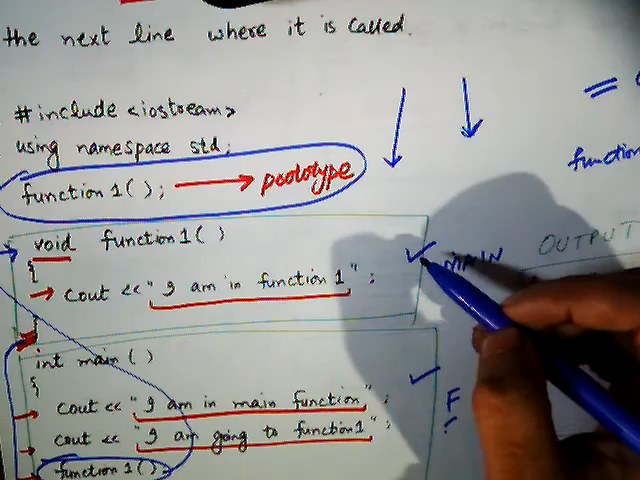 the next line where it is called.
#include <iostream>
using namespace std;
function1(); → prototype
void function1()
{
cout << "I am in function 1";
}
int main()
{
cout << "I am in main function";
cout << "I am going to function1";
function1();
function
OUTPUT
MAIN
F